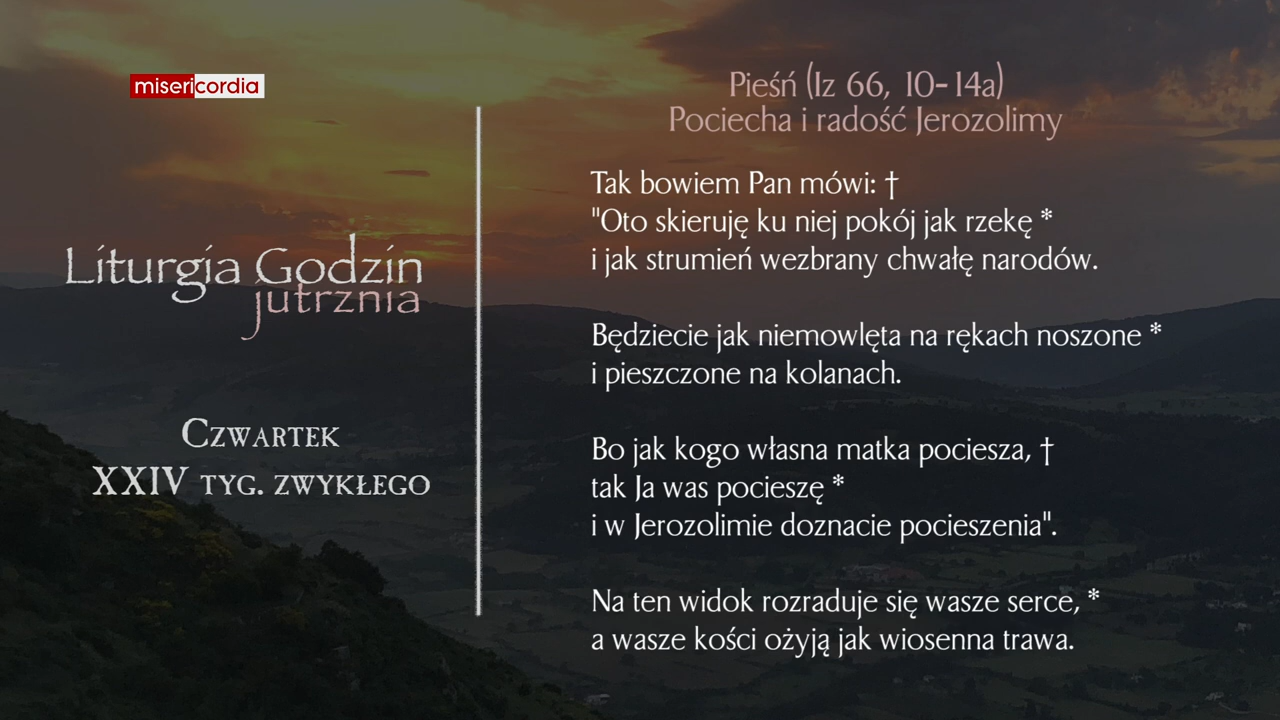 misericordia
Liturgia Godzin
jutrznia
Czwartek
XXIV tyg. zwykłego
Pieśń (Iz 66, 10-14a)
Pociecha i radość Jerozolimy
Tak bowiem Pan mówi: †
"Oto skieruję ku niej pokój jak rzekę *
i jak strumień wezbrany chwałę narodów.
Będziecie jak niemowlęta na rękach noszone *
i pieszczone na kolanach.
Bo jak kogo własna matka pociesza, †
tak Ja was pocieszę *
i w Jerozolimie doznacie pocieszenia".
Na ten widok rozraduje się wasze serce, *
a wasze kości ożyją jak wiosenna trawa.